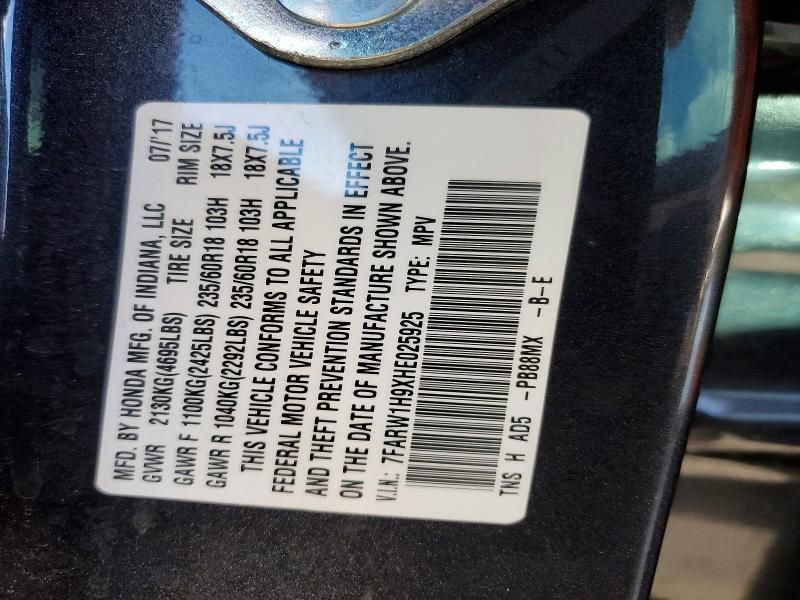 MFD. BY HONDA MFG. OF INDIANA, LLC 07/'17
GVWR 2130KG(4695LBS) TIRE SIZE RIM SIZE
GAWR F 1100KG(2425LBS) 235/60R18 103H 18X7.5J
GAWR R 1040KG(2292LBS) 235/60R18 103H 18X7.5J
THIS VEHICLE CONFORMS TO ALL APPLICABLE
FEDERAL MOTOR VEHICLE SAFETY
AND THEFT PREVENTION STANDARDS IN EFFECT
ON THE DATE OF MANUFACTURE SHOWN ABOVE.
V.I.N.: 7FARW1H9XHE025925 TYPE: MPV
TNS H AD5 -PB88MX -B-E